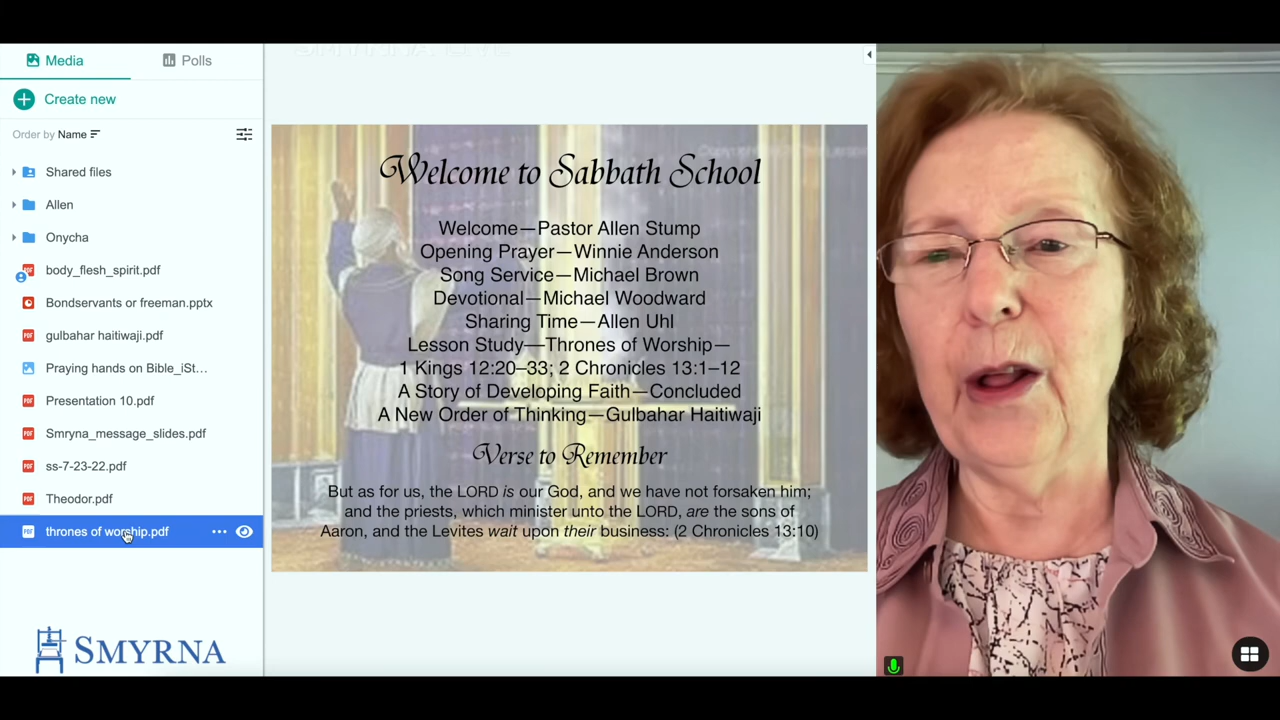 Media
Polls
Create new
Order by Name
Shared files
Allen
Onycha
body_flesh_spirit.pdf
Bondservants or freeman.pptx
gulbahar haitiwaji.pdf
Praying hands on Bible_iSt...
Presentation 10.pdf
Smryna_message_slides.pdf
ss-7-23-22.pdf
Theodor.pdf
thrones of worship.pdf
SMYRNA
Welcome to Sabbath School
Welcome—Pastor Allen Stump
Opening Prayer—Winnie Anderson
Song Service—Michael Brown
Devotional—Michael Woodward
Sharing Time—Allen Uhl
Lesson Study—Thrones of Worship—
1 Kings 12:20–33; 2 Chronicles 13:1–12
A Story of Developing Faith—Concluded
A New Order of Thinking—Gulbahar Haitiwaji
Verse to Remember
But as for us, the LORD is our God, and we have not forsaken him;
and the priests, which minister unto the LORD, are the sons of
Aaron, and the Levites wait upon their business: (2 Chronicles 13:10)